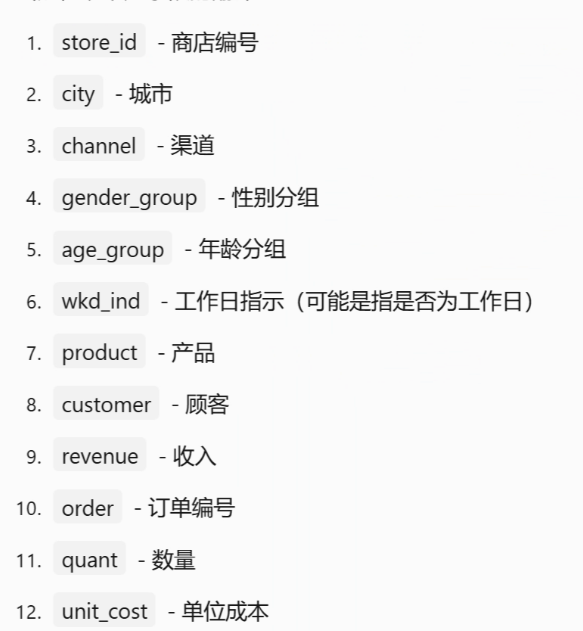 1. store_id - 商店编号
2. city - 城市
3. channel - 渠道
4. gender_group - 性别分组
5. age_group - 年龄分组
6. wkd_ind - 工作日指示（可能是指是否为工作日）
7. product - 产品
8. customer - 顾客
9. revenue - 收入
10. order - 订单编号
11. quant - 数量
12. unit_cost - 单位成本